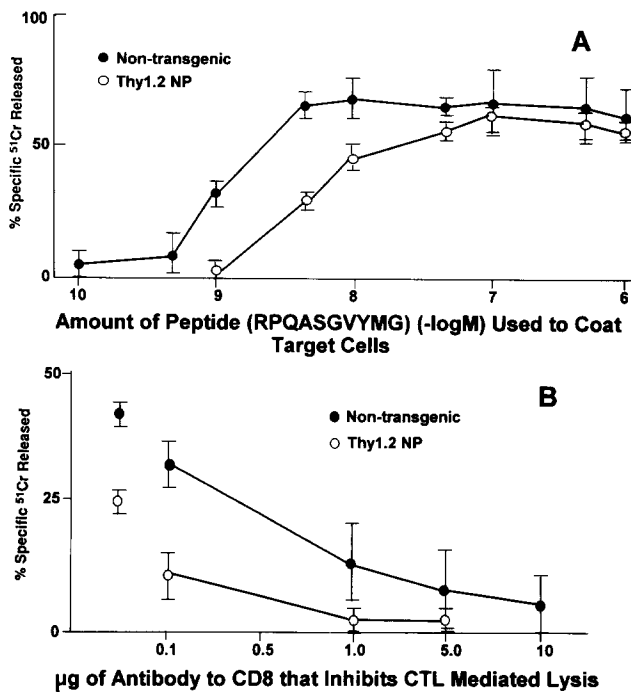 100
50
0
% Specific ⁵¹Cr Released
A
Non-transgenic
Thy1.2 NP
10 9 8 7 6
Amount of Peptide (RPQASGVYMG) (-logM) Used to Coat
Target Cells
50
25
0
% Specific ⁵¹Cr Released
B
Non-transgenic
Thy1.2 NP
0.1 0.5 1.0 5.0 10
µg of Antibody to CD8 that Inhibits CTL Mediated Lysis